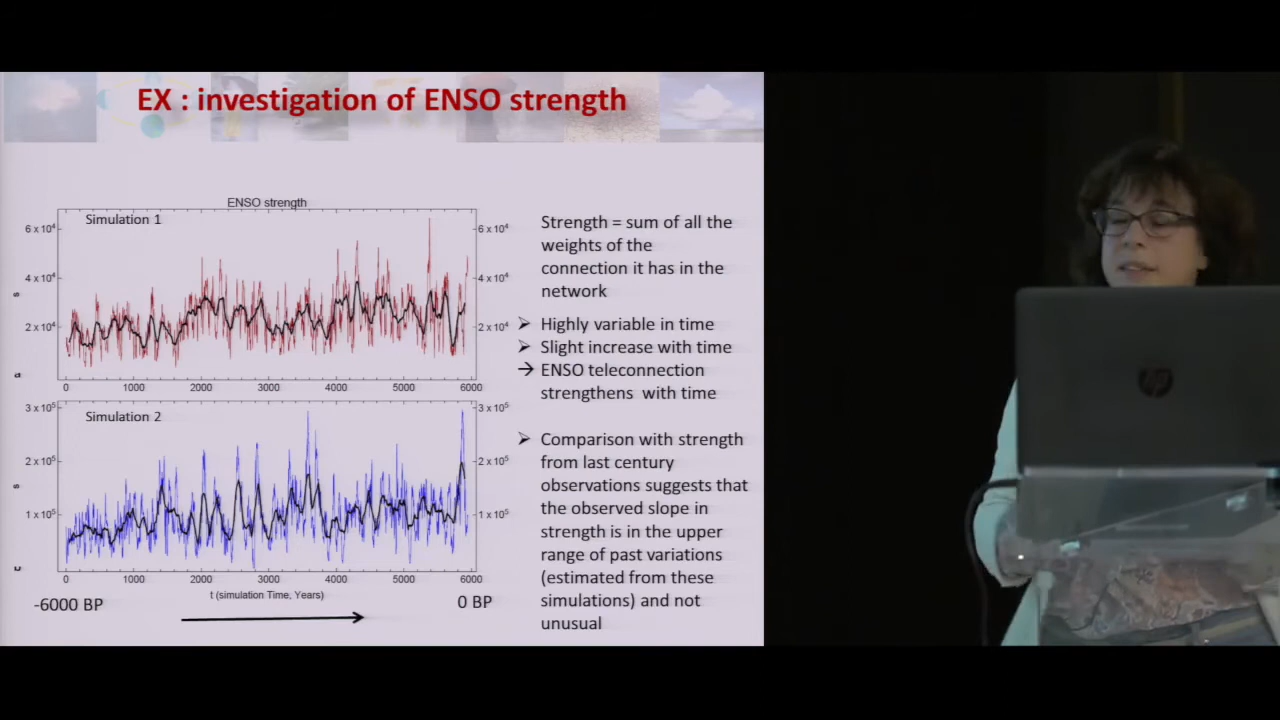 EX : investigation of ENSO strength
ENSO strength
Simulation 1
6 x 10⁴
4 x 10⁴
2 x 10⁴
s
6 x 10⁴
4 x 10⁴
2 x 10⁴
0 1000 2000 3000 4000 5000 6000
Simulation 2
3 x 10⁵
2 x 10⁵
1 x 10⁵
s
3 x 10⁵
2 x 10⁵
1 x 10⁵
0 1000 2000 3000 4000 5000 6000
t (simulation Time, Years)
-6000 BP
0 BP
Strength = sum of all the
weights of the
connection it has in the
network
Highly variable in time
Slight increase with time
ENSO teleconnection
strengthens with time
Comparison with strength
from last century
observations suggests that
the observed slope in
strength is in the upper
range of past variations
(estimated from these
simulations) and not
unusual
hp